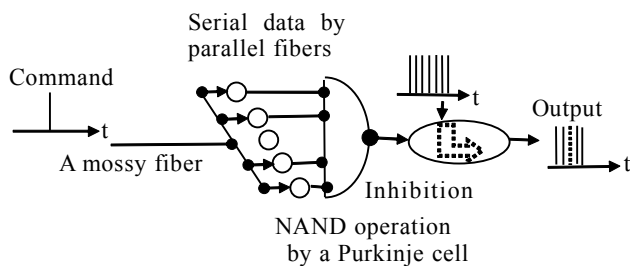 Serial data by
parallel fibers
Command
t
A mossy fiber
t
Output
t
Inhibition
NAND operation
by a Purkinje cell